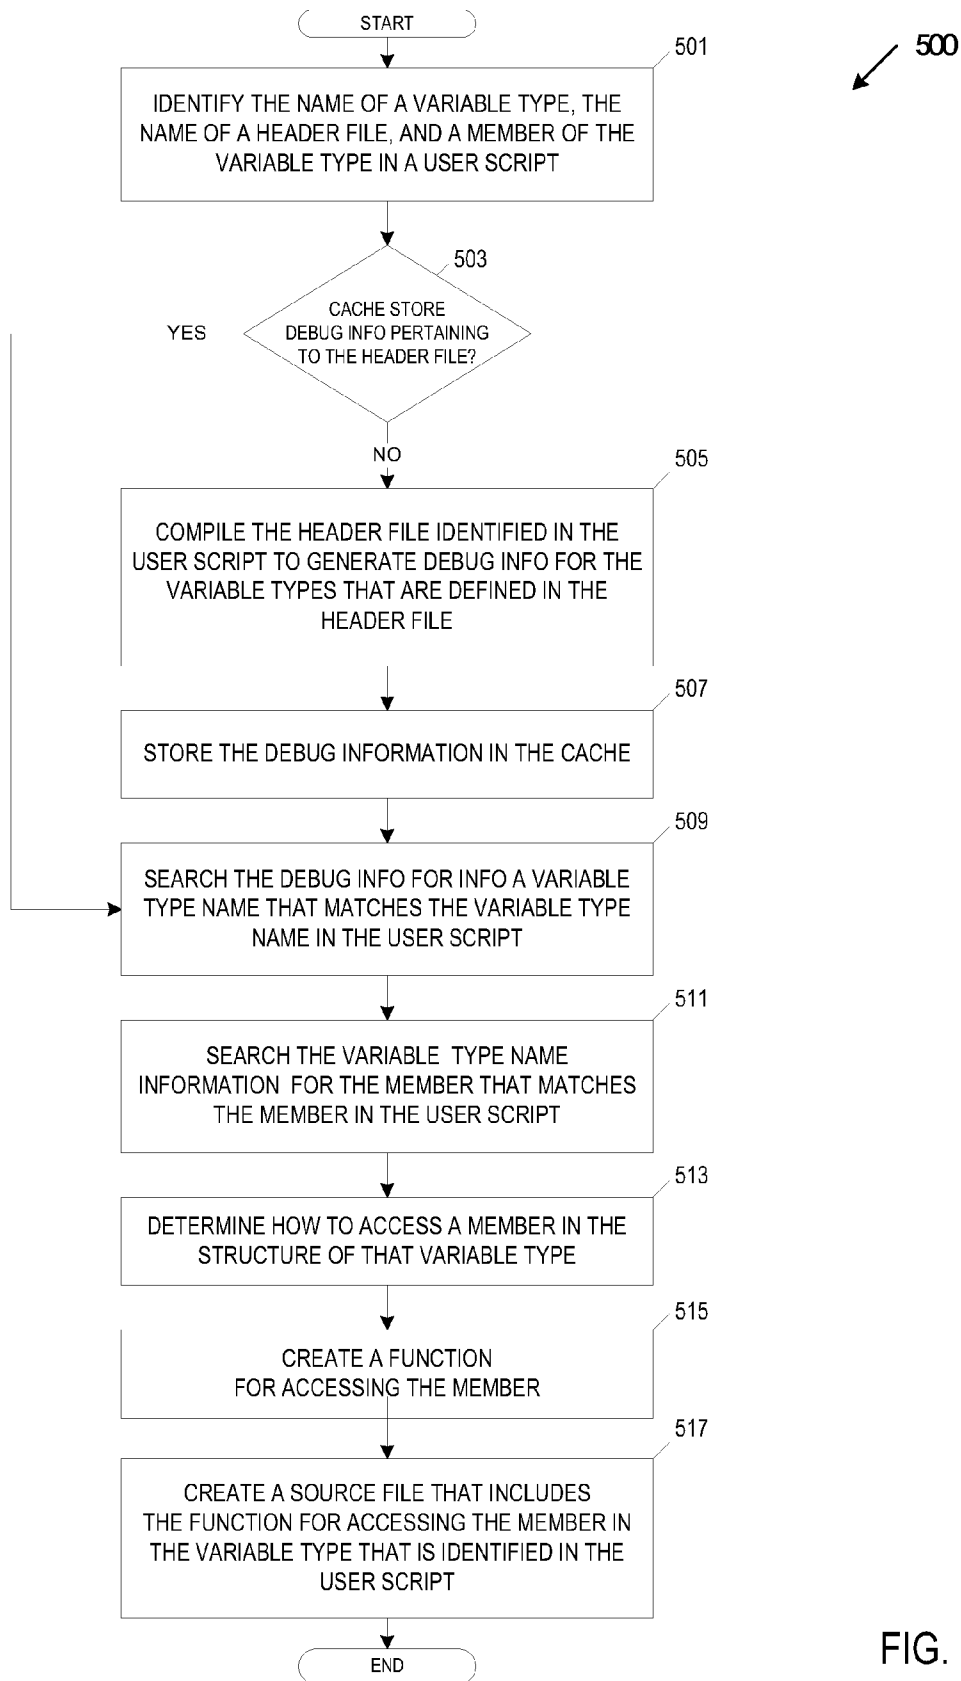 START
500
501
IDENTIFY THE NAME OF A VARIABLE TYPE, THE
NAME OF A HEADER FILE, AND A MEMBER OF THE
VARIABLE TYPE IN A USER SCRIPT
503
CACHE STORE
DEBUG INFO PERTAINING
TO THE HEADER FILE?
YES
NO
505
COMPILE THE HEADER FILE IDENTIFIED IN THE
USER SCRIPT TO GENERATE DEBUG INFO FOR THE
VARIABLE TYPES THAT ARE DEFINED IN THE
HEADER FILE
507
STORE THE DEBUG INFORMATION IN THE CACHE
509
SEARCH THE DEBUG INFO FOR INFO A VARIABLE
TYPE NAME THAT MATCHES THE VARIABLE TYPE
NAME IN THE USER SCRIPT
511
SEARCH THE VARIABLE TYPE NAME
INFORMATION FOR THE MEMBER THAT MATCHES
THE MEMBER IN THE USER SCRIPT
513
DETERMINE HOW TO ACCESS A MEMBER IN THE
STRUCTURE OF THAT VARIABLE TYPE
515
CREATE A FUNCTION
FOR ACCESSING THE MEMBER
517
CREATE A SOURCE FILE THAT INCLUDES
THE FUNCTION FOR ACCESSING THE MEMBER IN
THE VARIABLE TYPE THAT IS IDENTIFIED IN THE
USER SCRIPT
END
FIG.